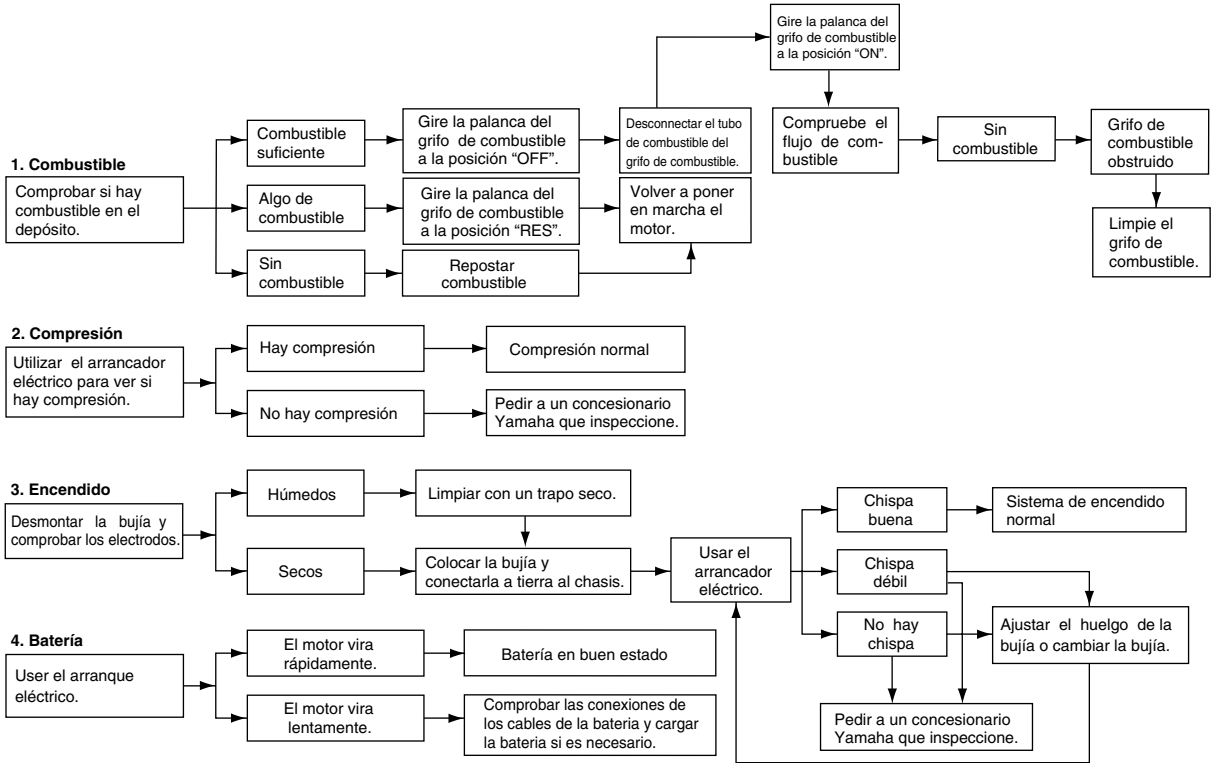 1. Combustible
Comprobar si hay
combustible en el
depósito.
Combustible
suficiente
Gire la palanca del
grifo de combustible
a la posición “OFF”.
Desconnectar el tubo
de combustible del
grifo de combustible.
Gire la palanca del
grifo de combustible
a la posición “ON”.
Compruebe el
flujo de com-
bustible
Sin
combustible
Grifo de
combustible
obstruido
Limpie el
grifo de
combustible.
Algo de
combustible
Gire la palanca del
grifo de combustible
a la posición “RES”.
Volver a poner
en marcha el
motor.
Sin
combustible
Repostar
combustible
2. Compresión
Utilizar el arrancador
eléctrico para ver si
hay compresión.
Hay compresión
Compresión normal
No hay compresión
Pedir a un concesionario
Yamaha que inspeccione.
3. Encendido
Desmontar la bujía y
comprobar los electrodos.
Húmedos
Limpiar con un trapo seco.
Secos
Colocar la bujía y
conectarla a tierra al chasis.
Usar el
arrancador
eléctrico.
Chispa
buena
Sistema de encendido
normal
Chispa
débil
No hay
chispa
Ajustar el huelgo de la
bujía o cambiar la bujía.
Pedir a un concesionario
Yamaha que inspeccione.
4. Batería
User el arranque
eléctrico.
El motor vira
rápidamente.
Batería en buen estado
El motor vira
lentamente.
Comprobar las conexiones de
los cables de la bateria y cargar
la bateria si es necesario.